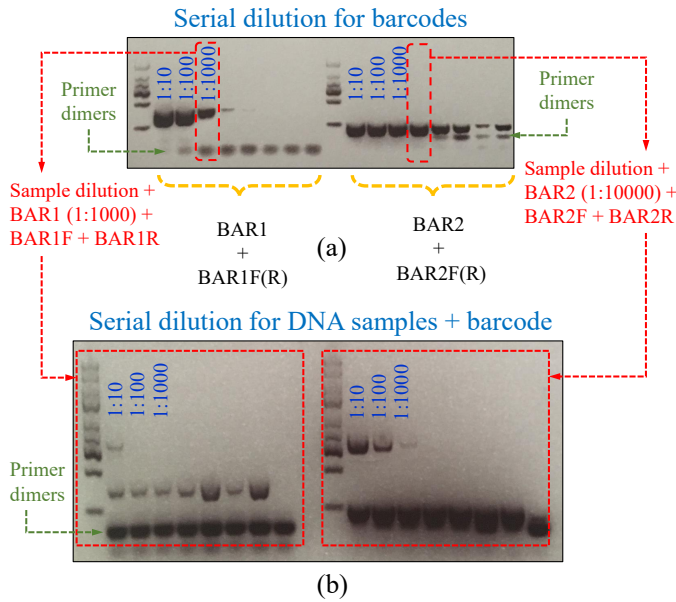 Serial dilution for barcodes
1:10
1:100
1:1000
1:10
1:100
1:1000
Primer
dimers
Primer
dimers
Sample dilution +
BAR1 (1:1000) +
BAR1F + BAR1R
Sample dilution +
BAR2 (1:10000) +
BAR2F + BAR2R
BAR1
+
BAR1F(R)
(a)
BAR2
+
BAR2F(R)
Serial dilution for DNA samples + barcode
1:10
1:100
1:1000
1:10
1:100
1:1000
Primer
dimers
(b)